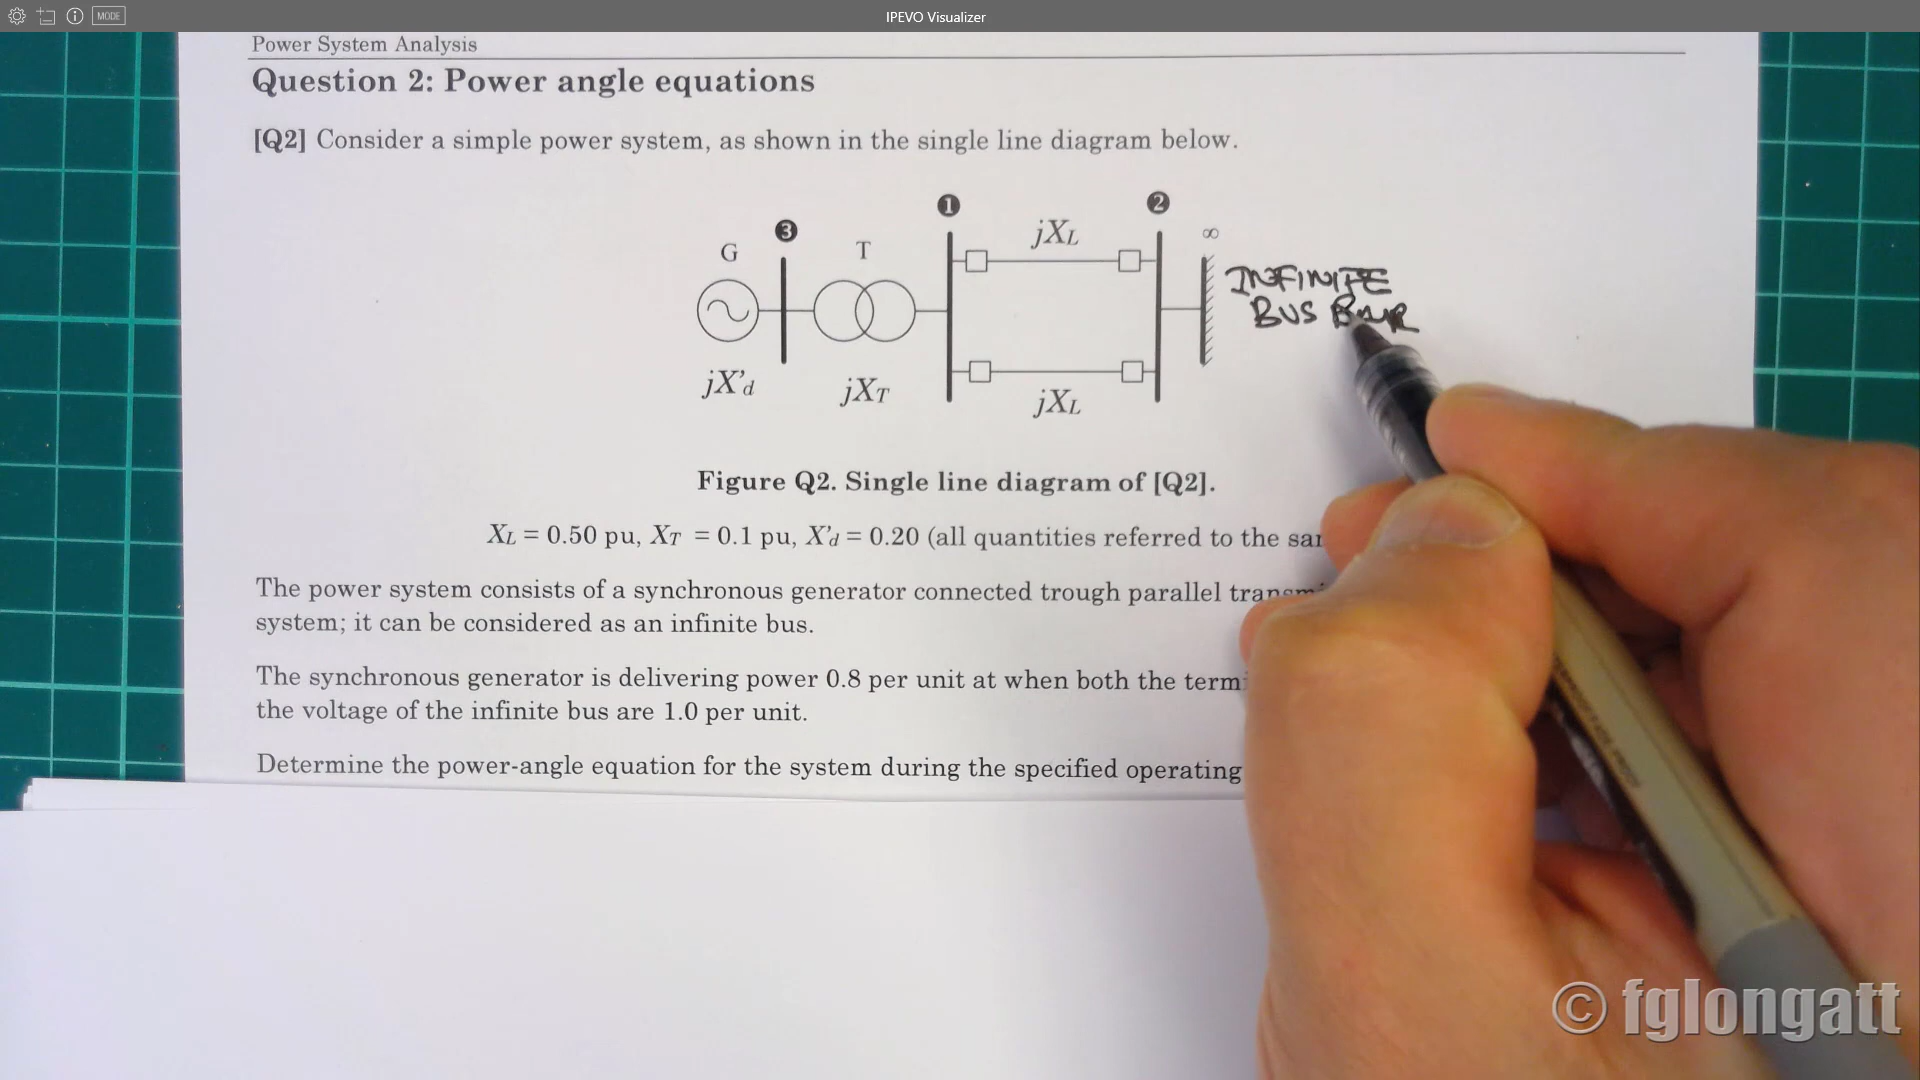 MODE
IPEVO Visualizer
Power System Analysis
Question 2: Power angle equations
[Q2] Consider a simple power system, as shown in the single line diagram below.
❶ ❷
❸
G T jXL ∞
INFINITE
BUS BAR
jX'd jXT jXL
Figure Q2. Single line diagram of [Q2].
XL = 0.50 pu, XT = 0.1 pu, X'd = 0.20 (all quantities referred to the
The power system consists of a synchronous generator connected trough parallel
system; it can be considered as an infinite bus.
The synchronous generator is delivering power 0.8 per unit at when both the
the voltage of the infinite bus are 1.0 per unit.
Determine the power-angle equation for the system during the specified operating
© fglongatt